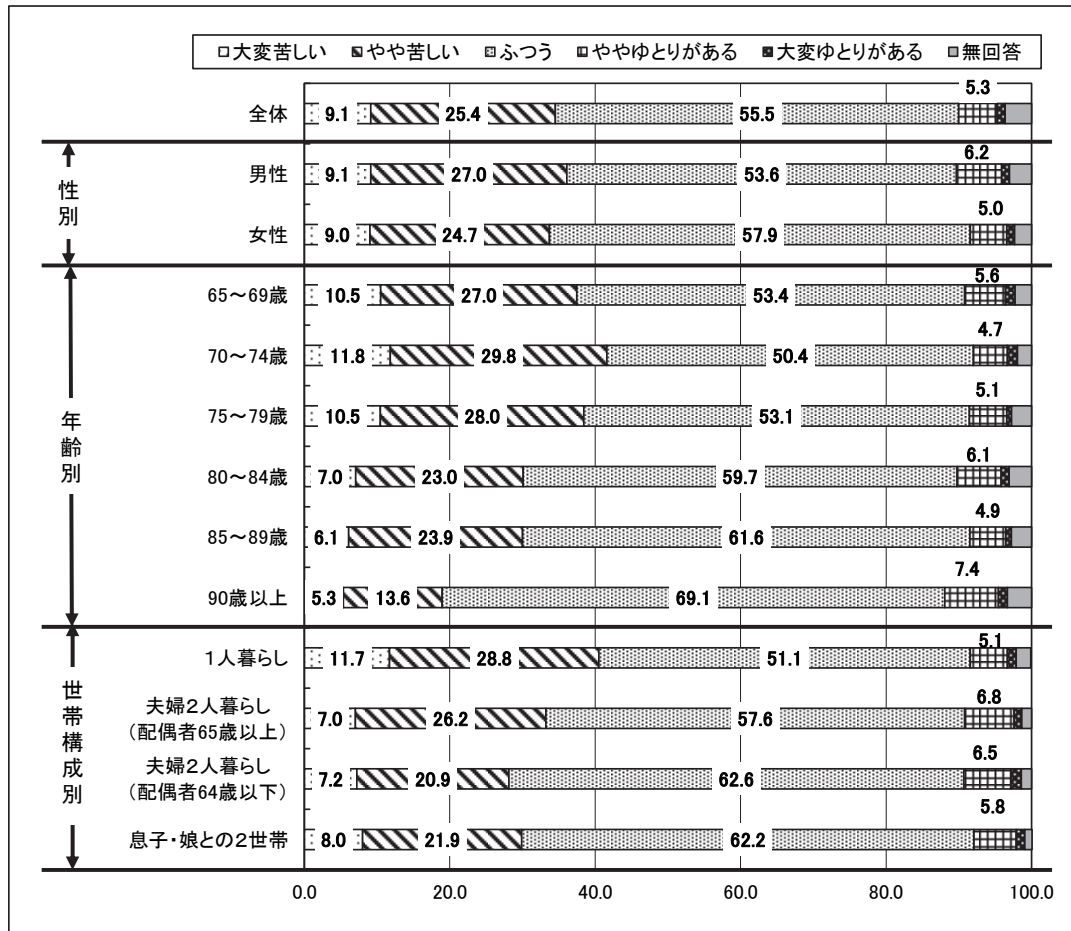 大変苦しい やや苦しい ふつう ややゆとりがある 大変ゆとりがある 無回答
5.3
全体 9.1 25.4 55.5
性別
6.2
男性 9.1 27.0 53.6
5.0
女性 9.0 24.7 57.9
年齢別
5.6
65～69歳 10.5 27.0 53.4
4.7
70～74歳 11.8 29.8 50.4
5.1
75～79歳 10.5 28.0 53.1
6.1
80～84歳 7.0 23.0 59.7
4.9
85～89歳 6.1 23.9 61.6
7.4
90歳以上 5.3 13.6 69.1
世帯構成別
5.1
１人暮らし 11.7 28.8 51.1
6.8
夫婦２人暮らし
(配偶者65歳以上) 7.0 26.2 57.6
6.5
夫婦２人暮らし
(配偶者64歳以下) 7.2 20.9 62.6
5.8
息子・娘との２世帯 8.0 21.9 62.2
0.0 20.0 40.0 60.0 80.0 100.0